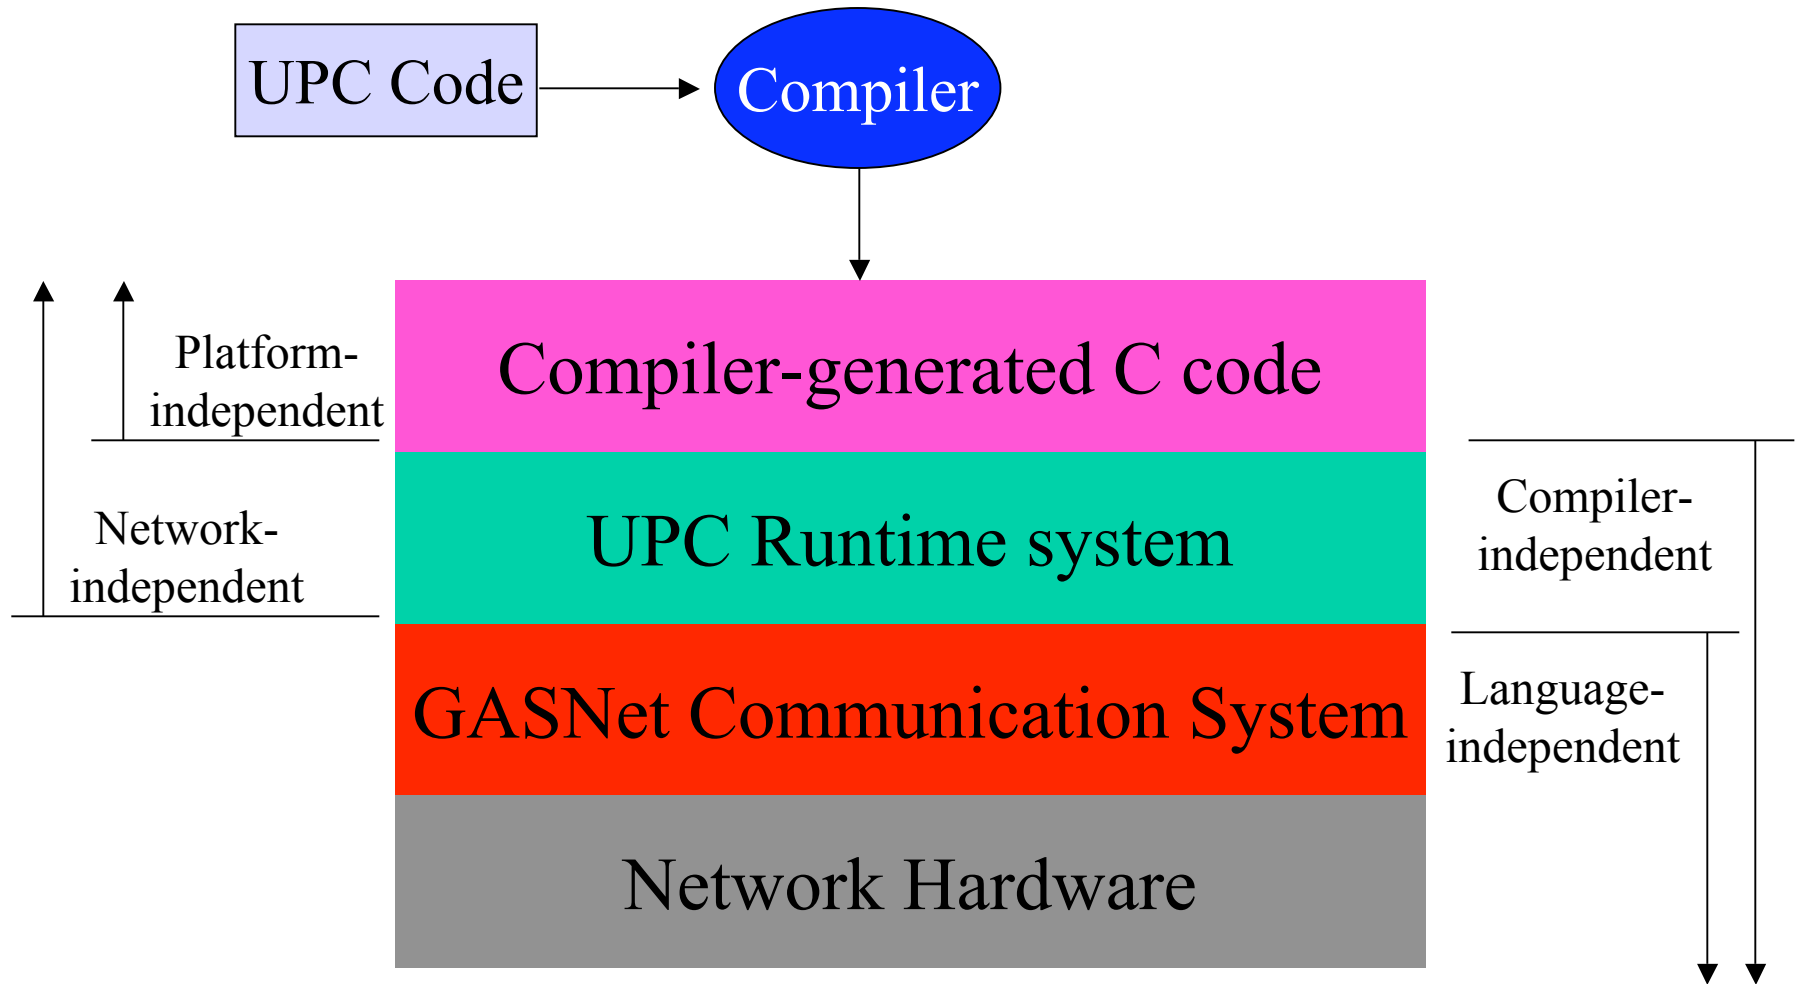 UPC Code
Compiler
Platform-
independent
Compiler-generated C code
Network-
independent
UPC Runtime system
Compiler-
independent
GASNet Communication System
Language-
independent
Network Hardware